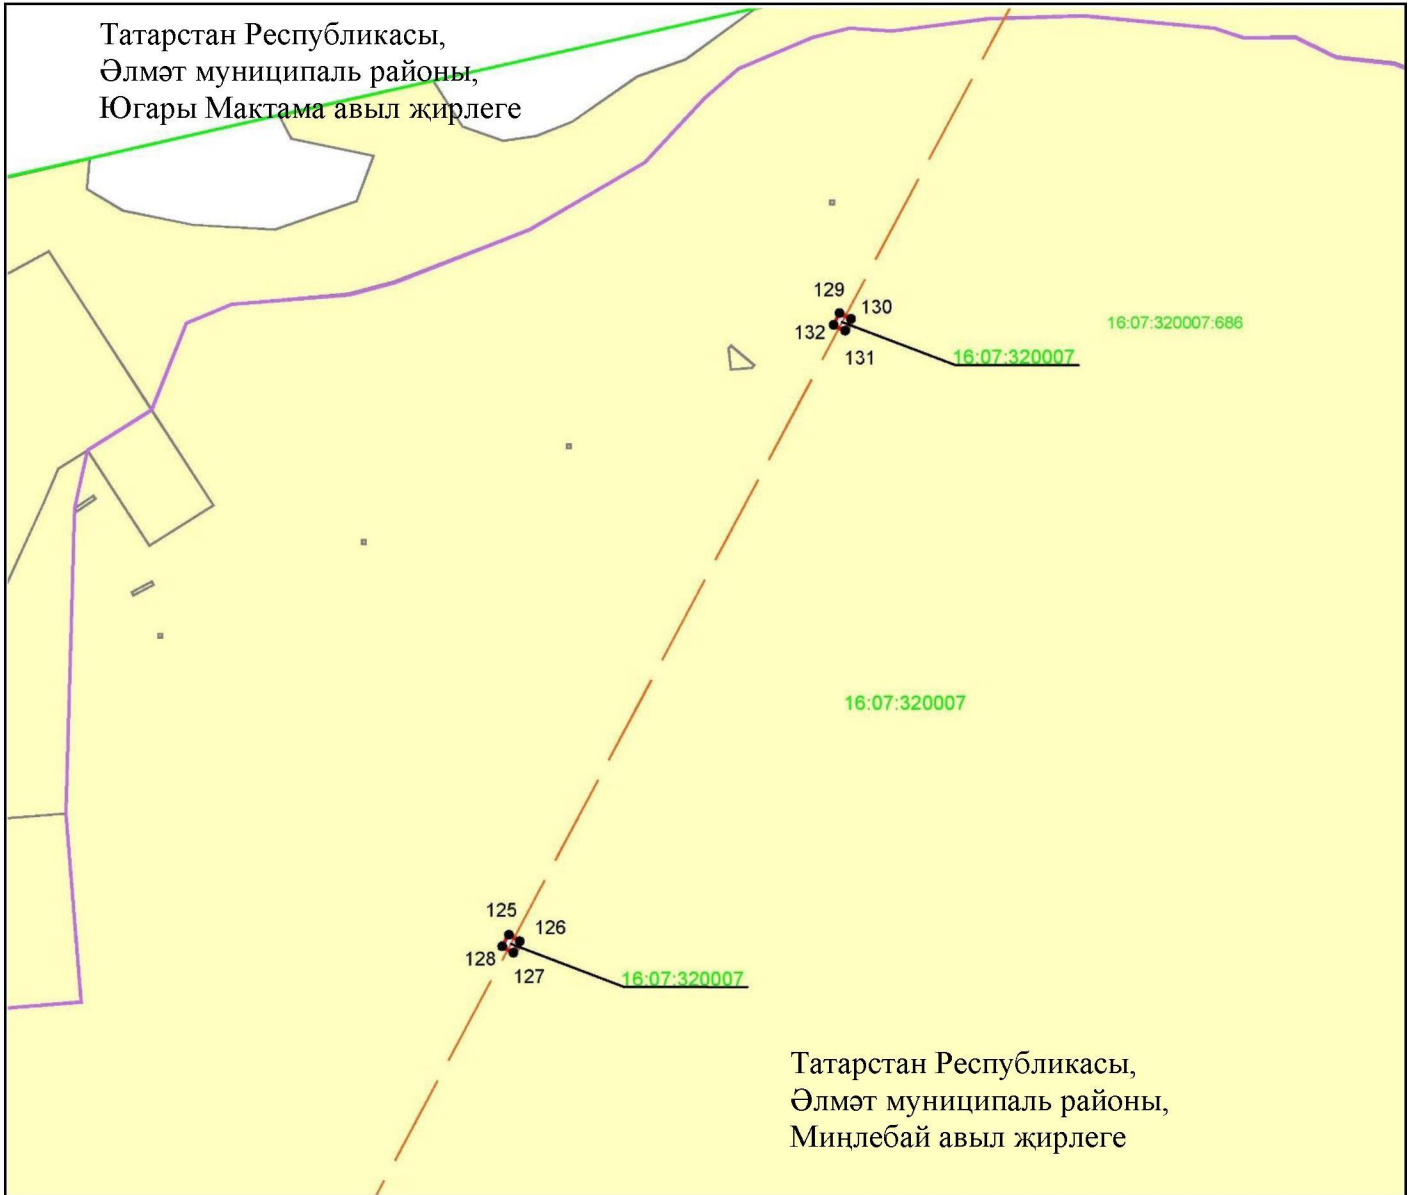 Татарстан Республикасы,
Әлмәт муниципаль районы,
Югары Мактама авыл җирлеге
129
130
132
131
16:07:320007
16:07:320007:686
16:07:320007
125
126
128
127
16:07:320007
Татарстан Республикасы,
Әлмәт муниципаль районы,
Миңлебай авыл җирлеге